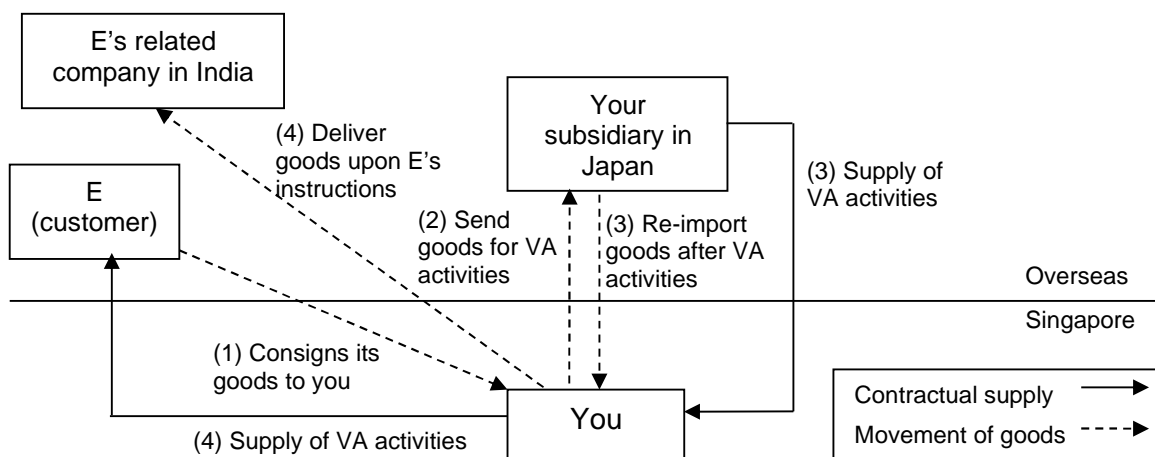 E's related
company in India
Your
subsidiary in
Japan
(4) Deliver
goods upon E's
instructions
E
(customer)
(3) Supply of
VA activities
(2) Send
goods for VA
activities
(3) Re-import
goods after VA
activities
Overseas
Singapore
(1) Consigns its
goods to you
You
(4) Supply of VA activities
Contractual supply
Movement of goods